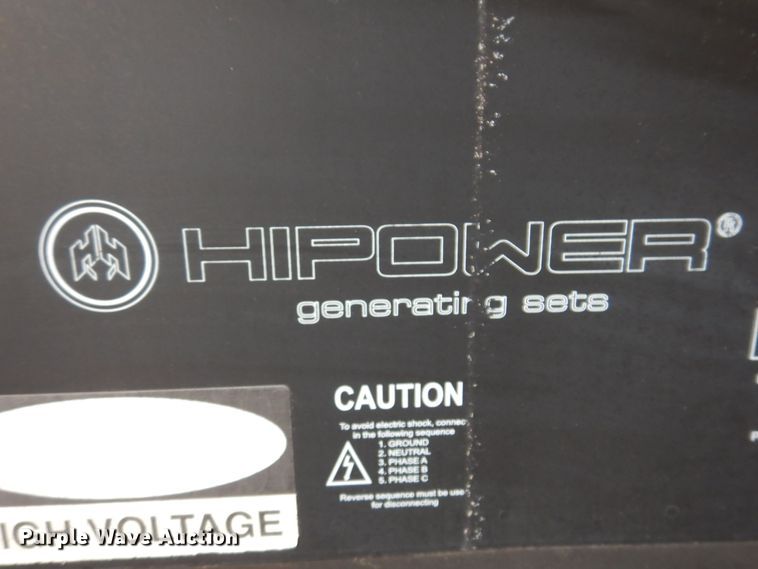 HIPOWER®
generating sets
CAUTION
To avoid electric shock, connec
in the following sequence
1. GROUND
2. NEUTRAL
3. PHASE A
4. PHASE B
5. PHASE C
Reverse sequence must be use
for disconnecting
HIGH VOLTAGE
Purple Wave Auction